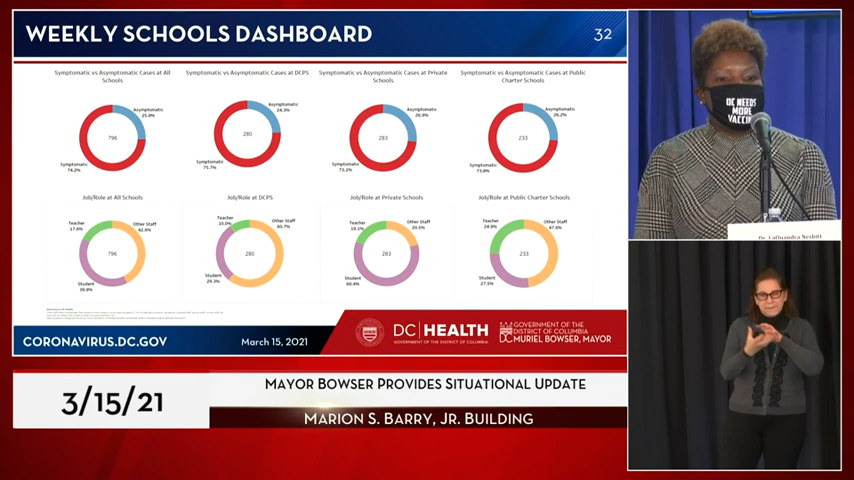 WEEKLY SCHOOLS DASHBOARD
32
Symptomatic vs Asymptomatic Cases at All
Schools
Symptomatic vs Asymptomatic Cases at DCPS
Symptomatic vs Asymptomatic Cases at Private
Schools
Symptomatic vs Asymptomatic Cases at Public
Charter Schools
Asymptomatic
25.8%
796
Symptomatic
74.2%
Asymptomatic
24.3%
280
Symptomatic
75.7%
Asymptomatic
26.9%
283
Symptomatic
73.1%
Asymptomatic
26.2%
233
Symptomatic
73.8%
Job/Role at All Schools
Job/Role at DCPS
Job/Role at Private Schools
Job/Role at Public Charter Schools
Teacher
17.6%
Other Staff
42.6%
796
Student
39.8%
Teacher
10.0%
Other Staff
60.7%
280
Student
29.3%
Teacher
19.1%
Other Staff
20.5%
283
Student
60.4%
Teacher
24.9%
Other Staff
47.6%
233
Student
27.5%
CORONAVIRUS.DC.GOV
March 15, 2021
DC HEALTH
GOVERNMENT OF THE DISTRICT OF COLUMBIA
GOVERNMENT OF THE
DISTRICT OF COLUMBIA
DC MURIEL BOWSER, MAYOR
DC NEEDS
MORE
Dr. LaQuandra Nesbitt
3/15/21
MAYOR BOWSER PROVIDES SITUATIONAL UPDATE
MARION S. BARRY, JR. BUILDING